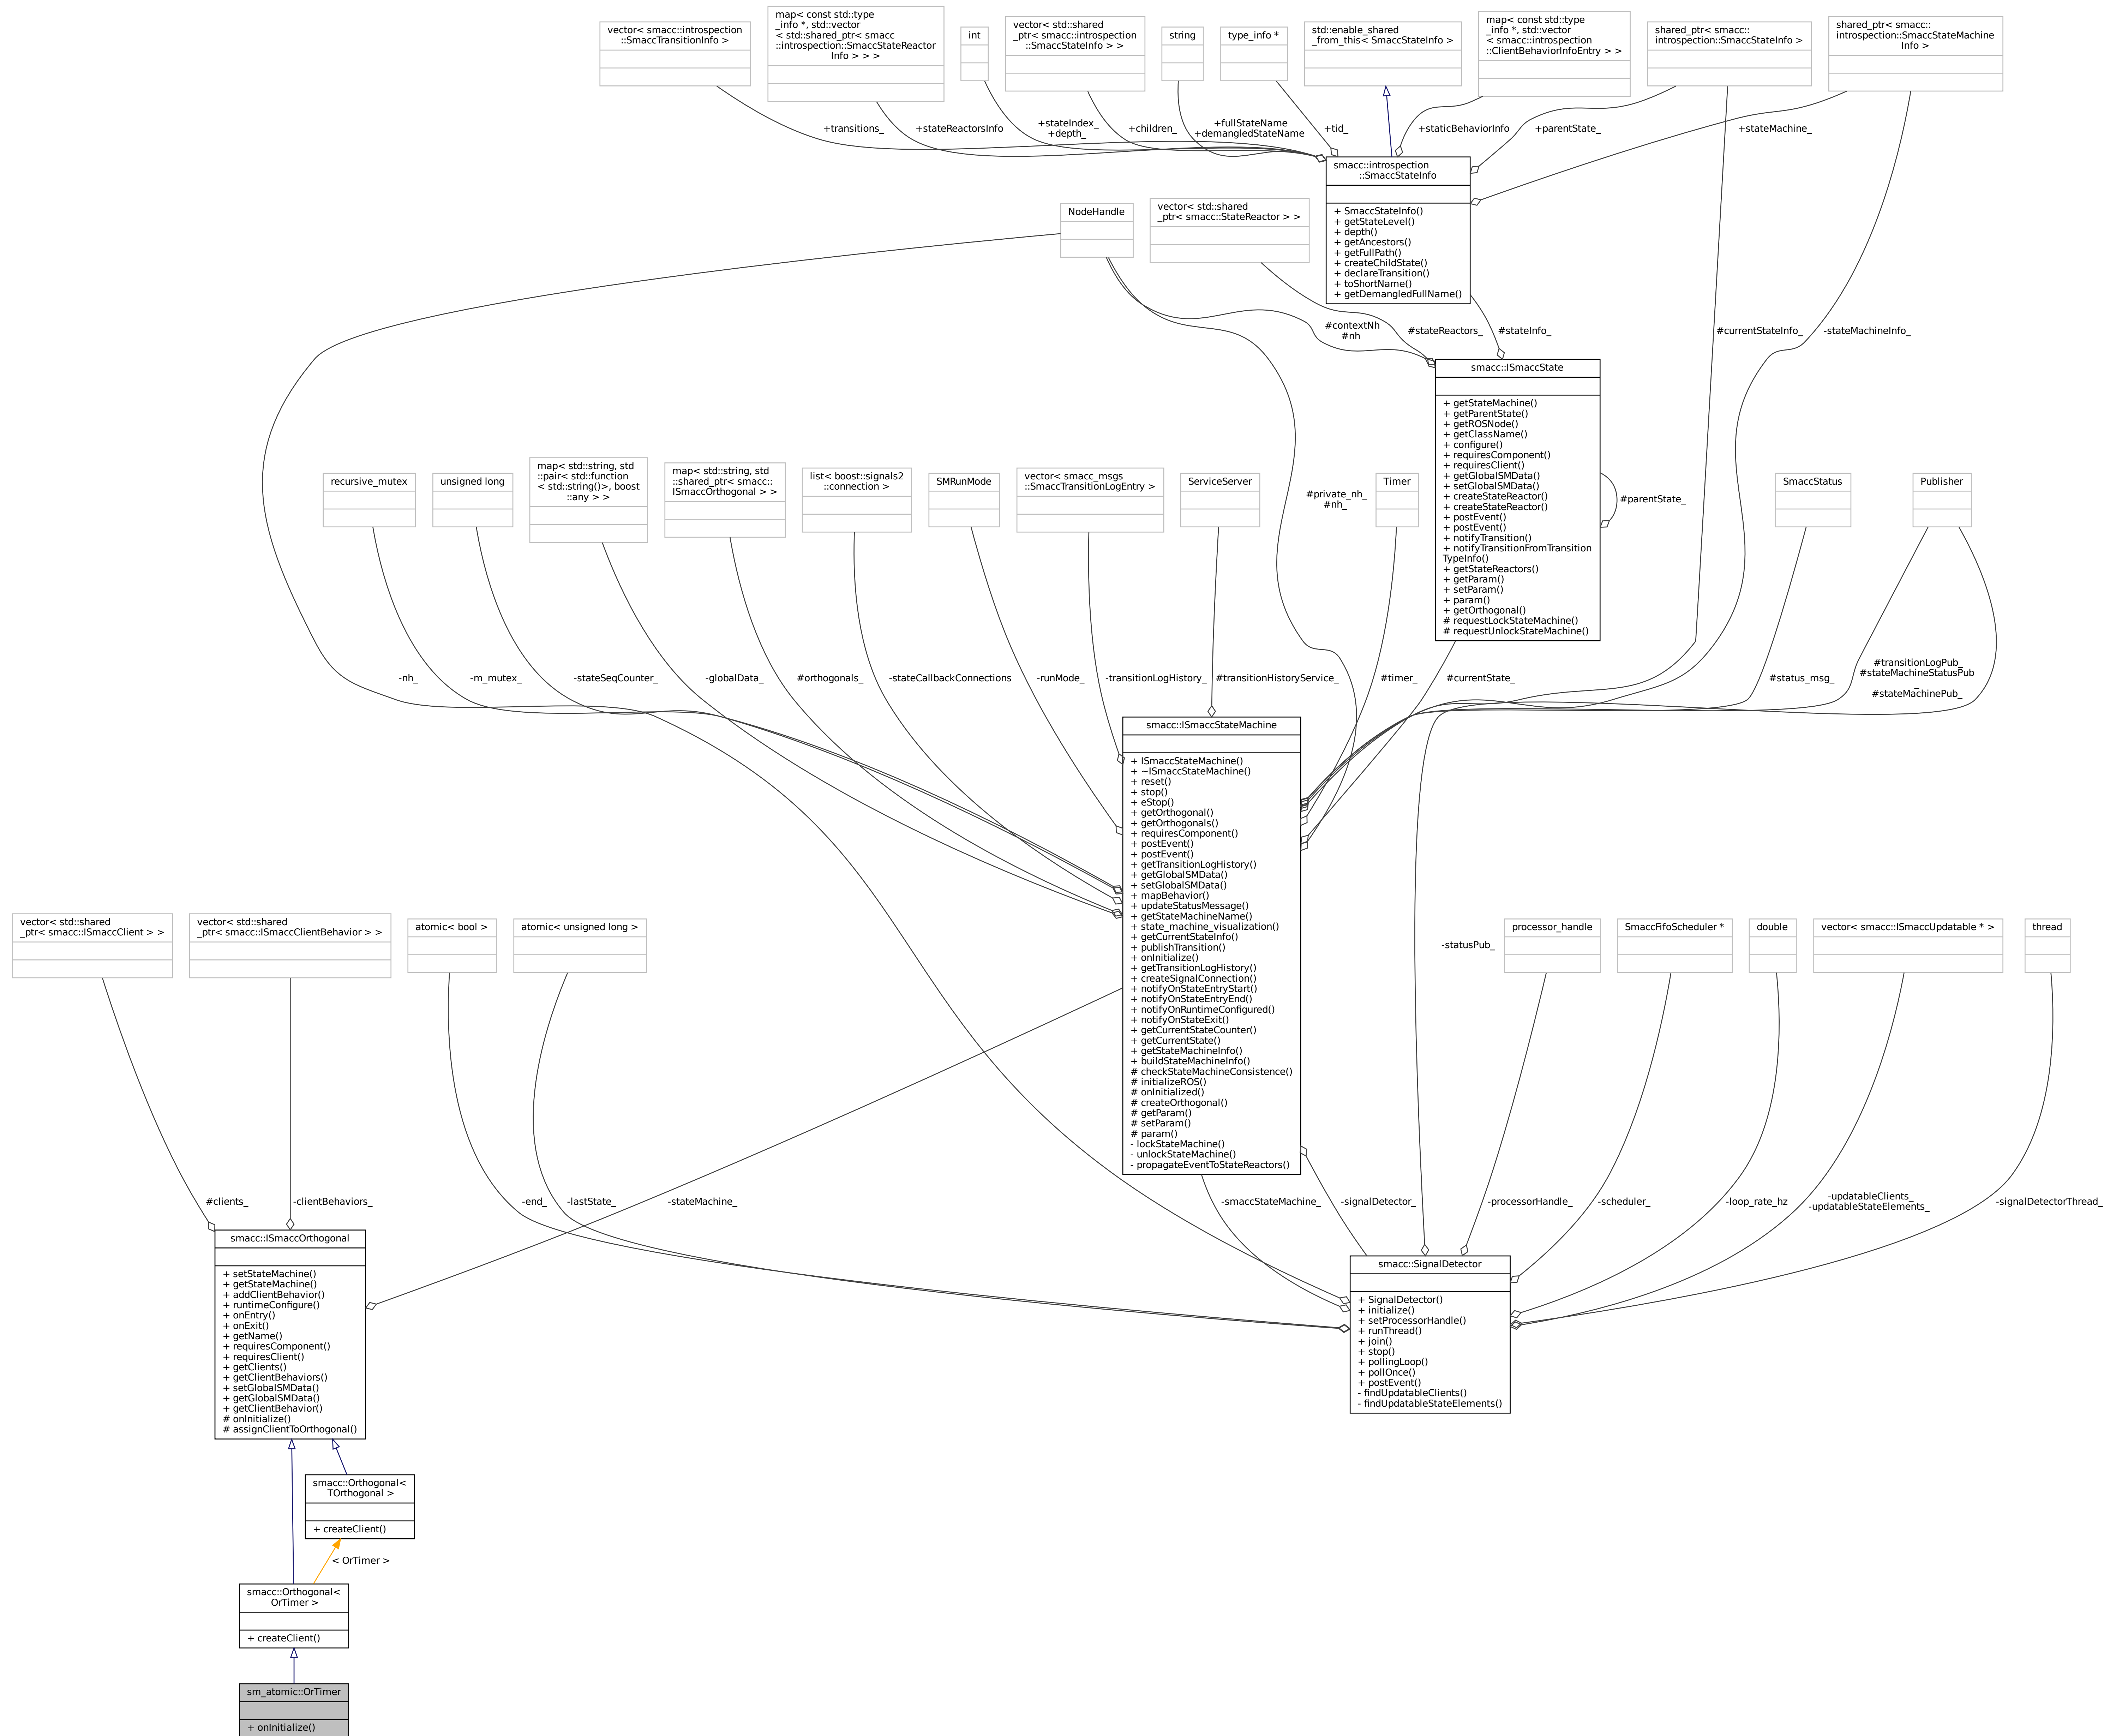 vector< smacc::introspection
::SmaccTransitionInfo >
map< const std::type
_info *, std::vector
< std::shared_ptr< smacc
::introspection::SmaccStateReactor
Info > > >
int
vector< std::shared
_ptr< smacc::introspection
::SmaccStateInfo > >
string
type_info *
std::enable_shared
_from_this< SmaccStateInfo >
map< const std::type
_info *, std::vector
< smacc::introspection
::ClientBehaviorInfoEntry > >
shared_ptr< smacc::
introspection::SmaccStateInfo >
shared_ptr< smacc::
introspection::SmaccStateMachine
Info >
+transitions_
+stateReactorsInfo
+stateIndex_
+depth_
+children_
+fullStateName
+demangledStateName
+tid_
+staticBehaviorInfo
+parentState_
+stateMachine_
smacc::introspection
::SmaccStateInfo
+ SmaccStateInfo()
+ getStateLevel()
+ depth()
+ getAncestors()
+ getFullPath()
+ createChildState()
+ declareTransition()
+ toShortName()
+ getDemangledFullName()
NodeHandle
vector< std::shared
_ptr< smacc::StateReactor > >
#contextNh
#nh
#stateReactors_
#stateInfo_
#currentStateInfo_
-stateMachineInfo_
smacc::ISmaccState
+ getStateMachine()
+ getParentState()
+ getROSNode()
+ getClassName()
+ configure()
+ requiresComponent()
+ requiresClient()
+ getGlobalSMData()
+ setGlobalSMData()
+ createStateReactor()
+ createStateReactor()
+ postEvent()
+ postEvent()
+ notifyTransition()
+ notifyTransitionFromTransition
TypeInfo()
+ getStateReactors()
+ getParam()
+ setParam()
+ param()
+ getOrthogonal()
# requestLockStateMachine()
# requestUnlockStateMachine()
#parentState_
recursive_mutex
unsigned long
map< std::string, std
::pair< std::function
< std::string()>, boost
::any > >
map< std::string, std
::shared_ptr< smacc::
ISmaccOrthogonal > >
list< boost::signals2
::connection >
SMRunMode
vector< smacc_msgs
::SmaccTransitionLogEntry >
ServiceServer
#private_nh_
#nh_
Timer
SmaccStatus
Publisher
-nh_
-m_mutex_
-stateSeqCounter_
-globalData_
#orthogonals_
-stateCallbackConnections
-runMode_
-transitionLogHistory_
#transitionHistoryService_
#timer_
#currentState_
#status_msg_
#transitionLogPub_
#stateMachineStatusPub
_
#stateMachinePub_
smacc::ISmaccStateMachine
+ ISmaccStateMachine()
+ ~ISmaccStateMachine()
+ reset()
+ stop()
+ eStop()
+ getOrthogonal()
+ getOrthogonals()
+ requiresComponent()
+ postEvent()
+ postEvent()
+ getTransitionLogHistory()
+ getGlobalSMData()
+ setGlobalSMData()
+ mapBehavior()
+ updateStatusMessage()
+ getStateMachineName()
+ state_machine_visualization()
+ getCurrentStateInfo()
+ publishTransition()
+ onInitialize()
+ getTransitionLogHistory()
+ createSignalConnection()
+ notifyOnStateEntryStart()
+ notifyOnStateEntryEnd()
+ notifyOnRuntimeConfigured()
+ notifyOnStateExit()
+ getCurrentStateCounter()
+ getCurrentState()
+ getStateMachineInfo()
+ buildStateMachineInfo()
# checkStateMachineConsistence()
# initializeROS()
# onInitialized()
# createOrthogonal()
# getParam()
# setParam()
# param()
- lockStateMachine()
- unlockStateMachine()
- propagateEventToStateReactors()
vector< std::shared
_ptr< smacc::ISmaccClient > >
vector< std::shared
_ptr< smacc::ISmaccClientBehavior > >
atomic< bool >
atomic< unsigned long >
-statusPub_
processor_handle
SmaccFifoScheduler *
double
vector< smacc::ISmaccUpdatable * >
thread
#clients_
-clientBehaviors_
-end_
-lastState_
-stateMachine_
-smaccStateMachine_
-signalDetector_
-processorHandle_
-scheduler_
-loop_rate_hz
-updatableClients_
-updatableStateElements_
-signalDetectorThread_
smacc::ISmaccOrthogonal
+ setStateMachine()
+ getStateMachine()
+ addClientBehavior()
+ runtimeConfigure()
+ onEntry()
+ onExit()
+ getName()
+ requiresComponent()
+ requiresClient()
+ getClients()
+ getClientBehaviors()
+ setGlobalSMData()
+ getGlobalSMData()
+ getClientBehavior()
# onInitialize()
# assignClientToOrthogonal()
smacc::SignalDetector
+ SignalDetector()
+ initialize()
+ setProcessorHandle()
+ runThread()
+ join()
+ stop()
+ pollingLoop()
+ pollOnce()
+ postEvent()
- findUpdatableClients()
- findUpdatableStateElements()
smacc::Orthogonal<
TOrthogonal >
+ createClient()
< OrTimer >
smacc::Orthogonal<
OrTimer >
+ createClient()
sm_atomic::OrTimer
+ onInitialize()